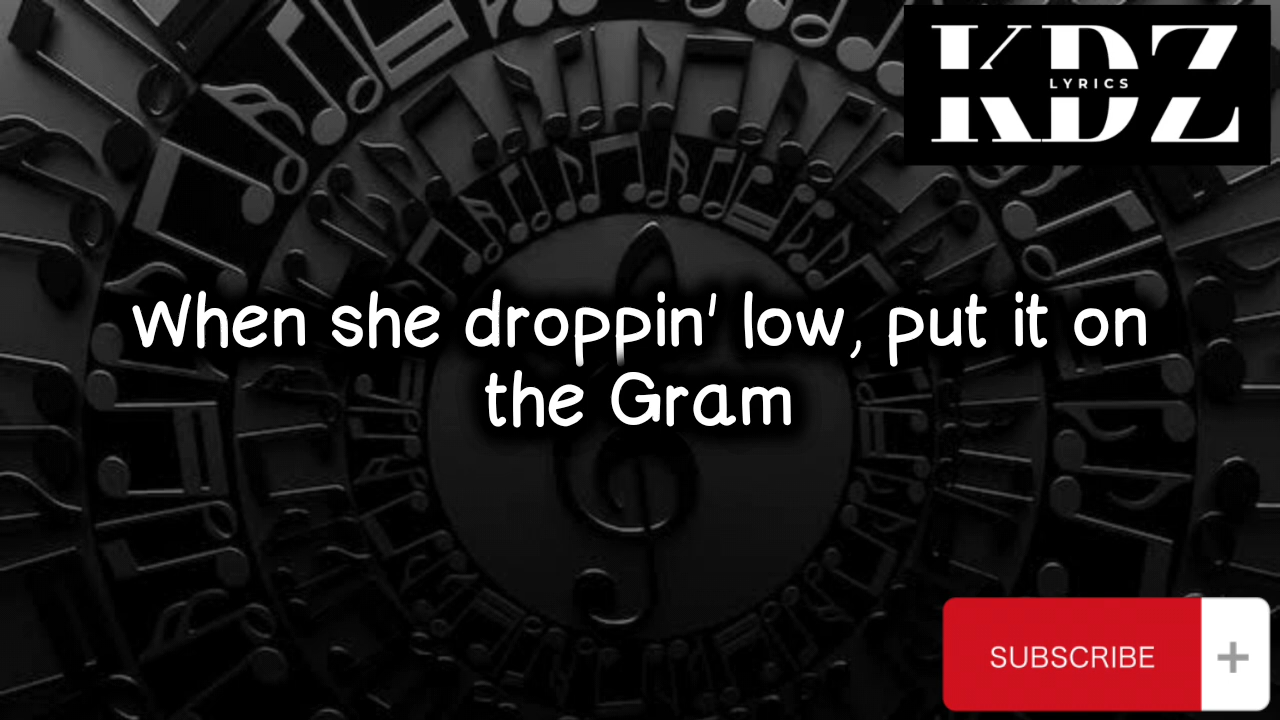 KDZ
LYRICS
When she droppin' low, put it on
the Gram
SUBSCRIBE +